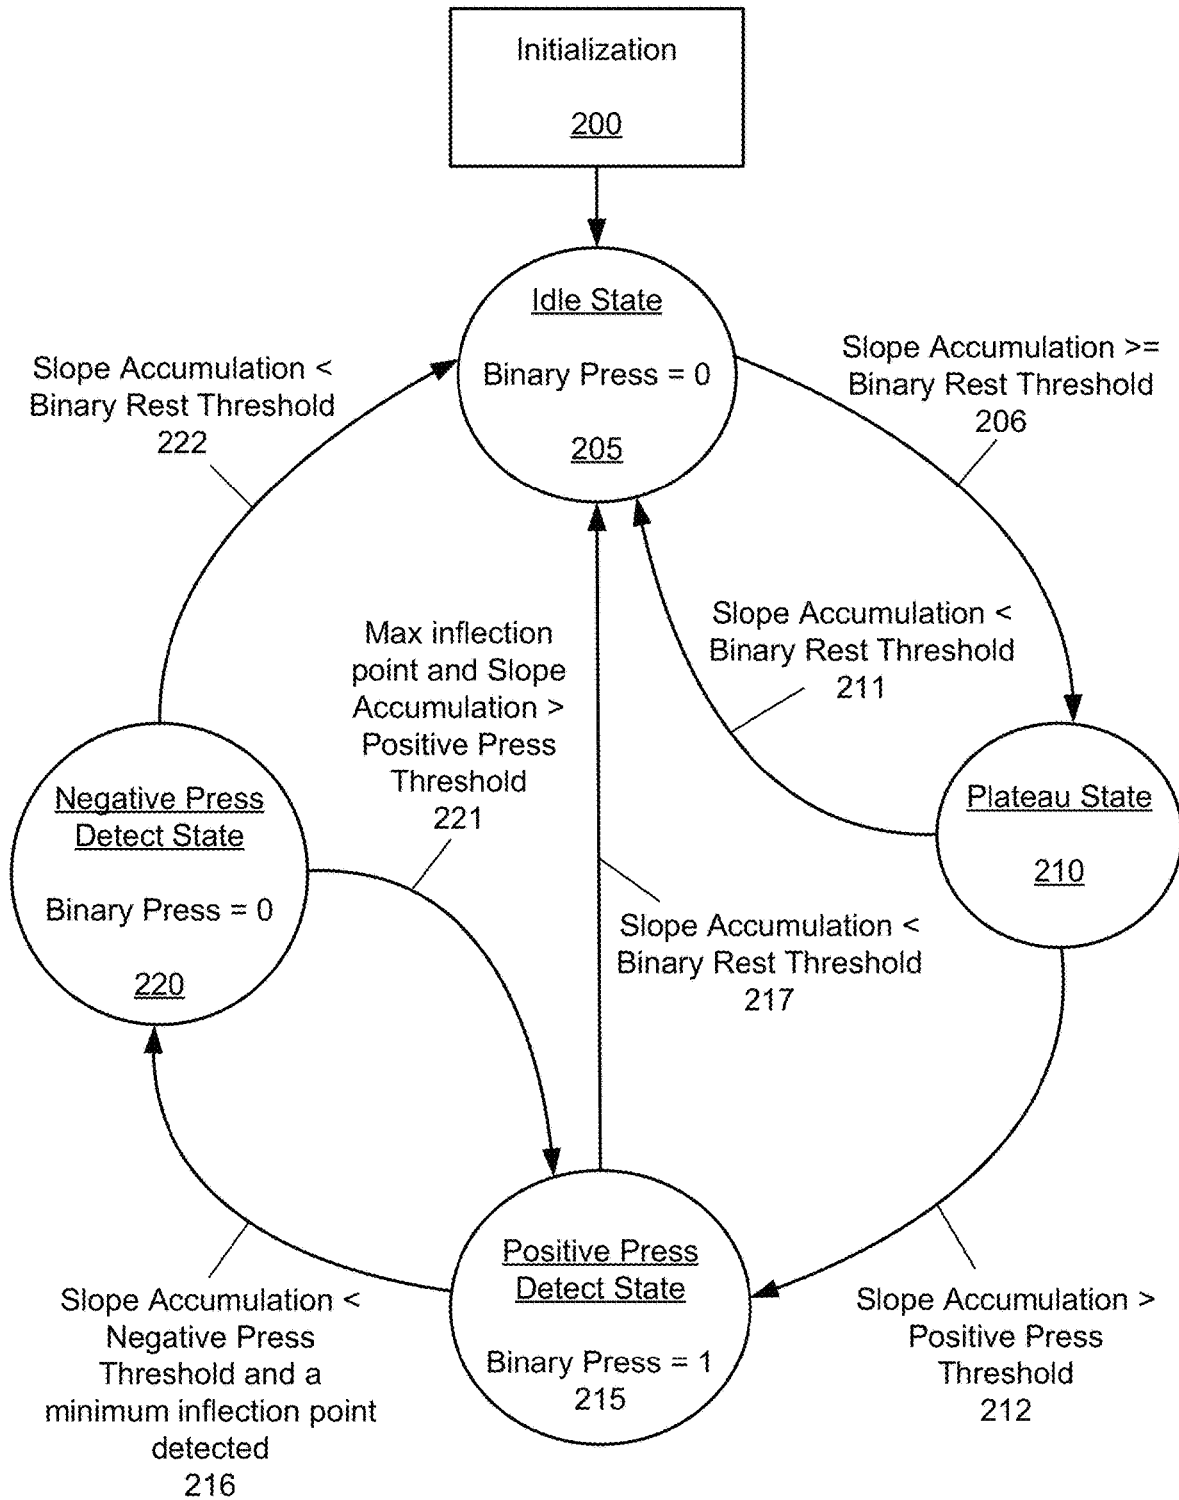 Initialization
200
Idle State
Binary Press = 0
205
Slope Accumulation <
Binary Rest Threshold
222
Slope Accumulation >=
Binary Rest Threshold
206
Max inflection
point and Slope
Accumulation >
Positive Press
Threshold
221
Slope Accumulation <
Binary Rest Threshold
211
Negative Press
Detect State
Binary Press = 0
220
Plateau State
210
Slope Accumulation <
Binary Rest Threshold
217
Positive Press
Detect State
Binary Press = 1
215
Slope Accumulation <
Negative Press
Threshold and a
minimum inflection point
detected
216
Slope Accumulation >
Positive Press
Threshold
212